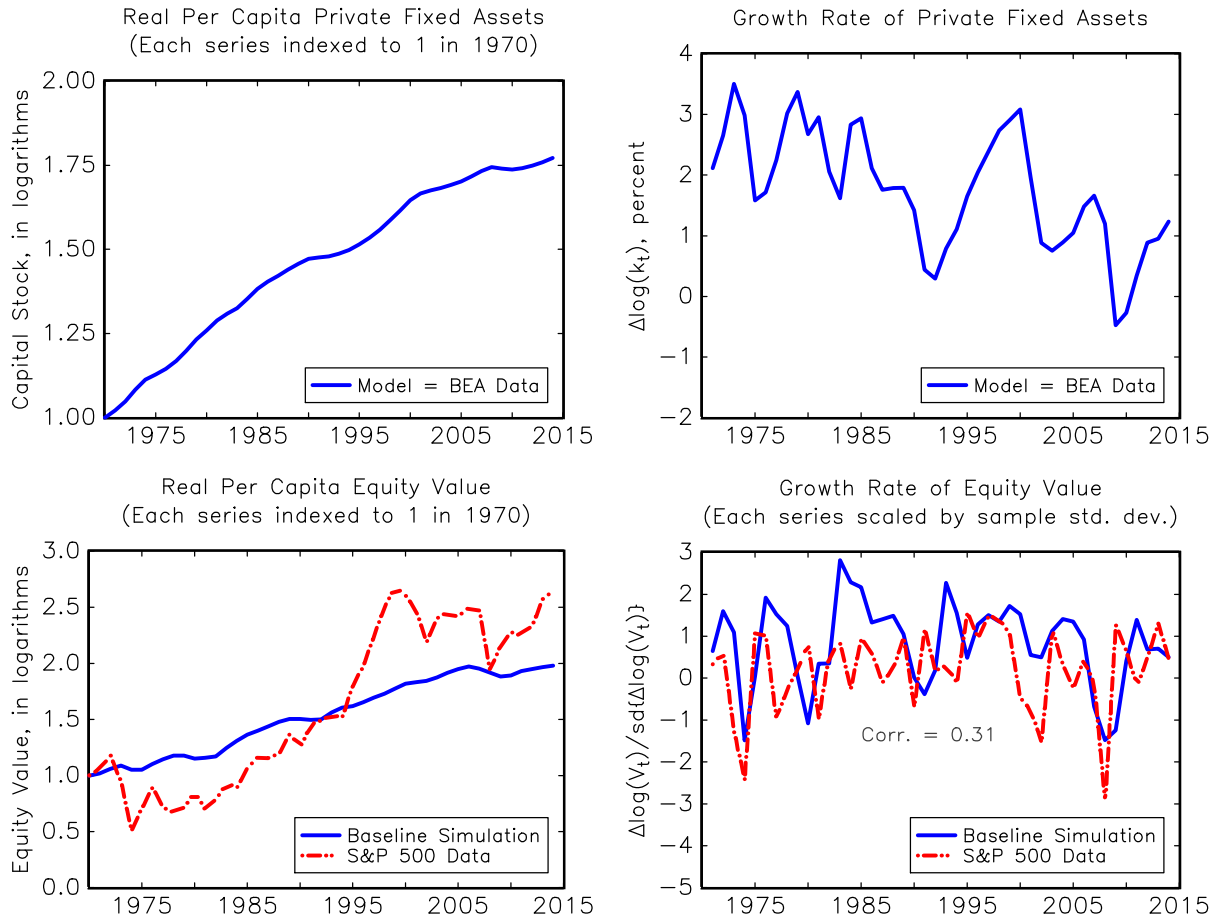 Real Per Capita Private Fixed Assets
(Each series indexed to 1 in 1970)
Capital Stock, in logarithms
2.00
1.75
1.50
1.25
1.00
Model = BEA Data
1975 1985 1995 2005 2015
Growth Rate of Private Fixed Assets
Δlog(kt), percent
4
3
2
1
0
−1
−2
Model = BEA Data
1975 1985 1995 2005 2015
Real Per Capita Equity Value
(Each series indexed to 1 in 1970)
Equity Value, in logarithms
3.0
2.5
2.0
1.5
1.0
0.5
0.0
Baseline Simulation
S&P 500 Data
1975 1985 1995 2005 2015
Growth Rate of Equity Value
(Each series scaled by sample std. dev.)
Δlog(Vt)/sd{Δlog(Vt)}
3
2
1
0
−1
−2
−3
−4
−5
Corr. = 0.31
Baseline Simulation
S&P 500 Data
1975 1985 1995 2005 2015